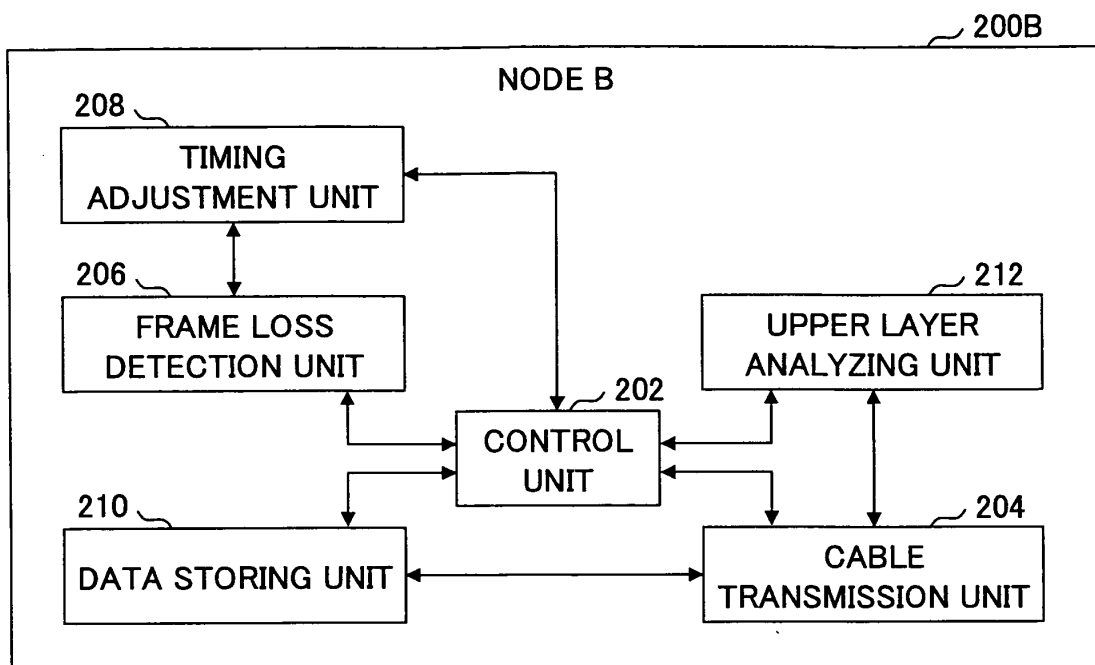 200B
NODE B
208
TIMING
ADJUSTMENT UNIT
206
FRAME LOSS
DETECTION UNIT
212
UPPER LAYER
ANALYZING UNIT
202
CONTROL
UNIT
210
DATA STORING UNIT
204
CABLE
TRANSMISSION UNIT